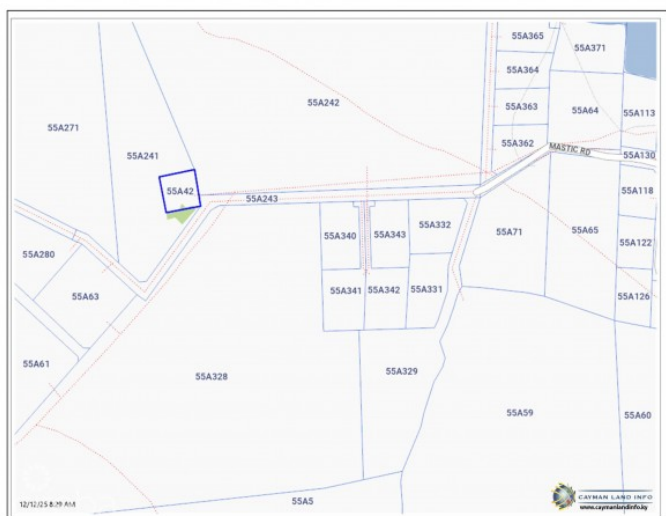 55A365
55A371
55A364
55A242
55A271
55A363
55A64
55A113
55A241
55A362
MASTIC RD
55A130
55A42
55A118
55A243
55A332
55A340
55A343
55A71
55A65
55A122
55A280
55A63
55A341
55A342
55A331
55A126
55A61
55A329
55A328
55A59
55A60
55A5
12/12/25 8:29 AM
CAYMAN LAND INFO
www.caymanlandinfo.ky